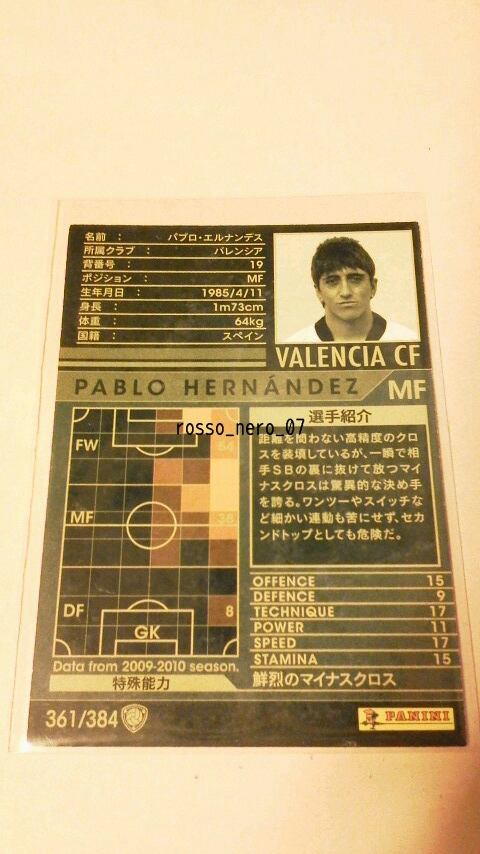 名前 : パブロ・エルナンデス
所属クラブ : バレンシア
背番号 : 19
ポジション : MF
生年月日 : 1985/4/11
身長 : 1m73cm
体重 : 64kg
国籍 : スペイン
VALENCIA CF
PABLO HERNÁNDEZ MF
rosso_nero_07
FW
54
MF
38
DF
8
GK
Data from 2009-2010 season.
選手紹介
距離を問わない高精度のクロ
スを装填しているが、一瞬で相
手SBの裏に抜けて放つマイ
ナスクロスは驚異的な決め手
を誇る。ワンツーやスイッチな
ど細かい連動も苦にせず、セカ
ンドトップとしても危険だ。
OFFENCE 15
DEFENCE 9
TECHNIQUE 17
POWER 11
SPEED 17
STAMINA 15
特殊能力
鮮烈のマイナスクロス
361/384
PANINI